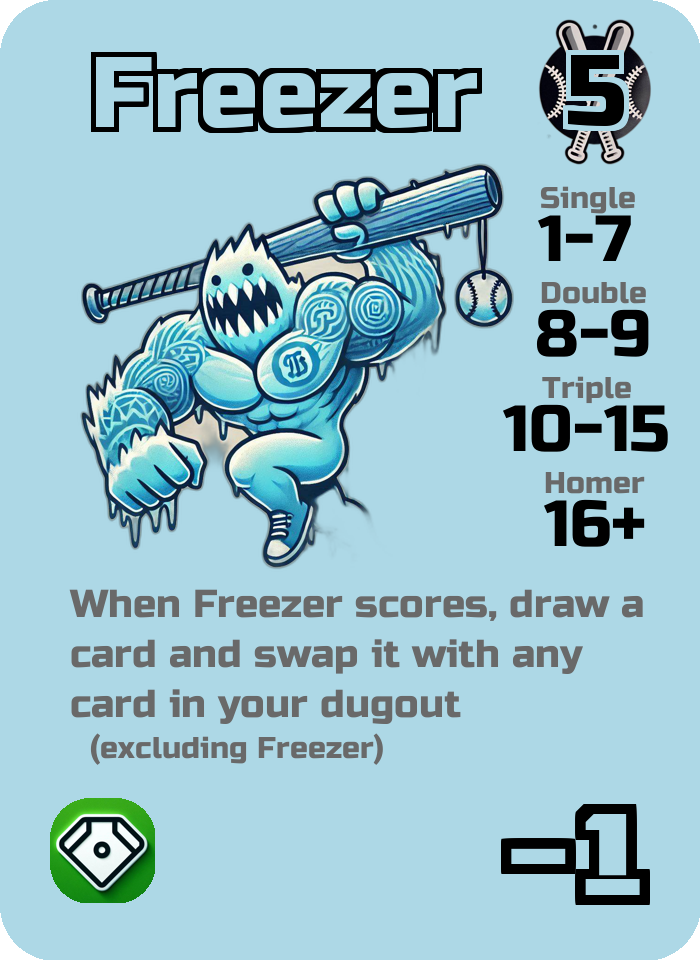 Freezer
5
Single
1-7
Double
8-9
Triple
10-15
Homer
16+
When Freezer scores, draw a
card and swap it with any
card in your dugout
(excluding Freezer)
-1